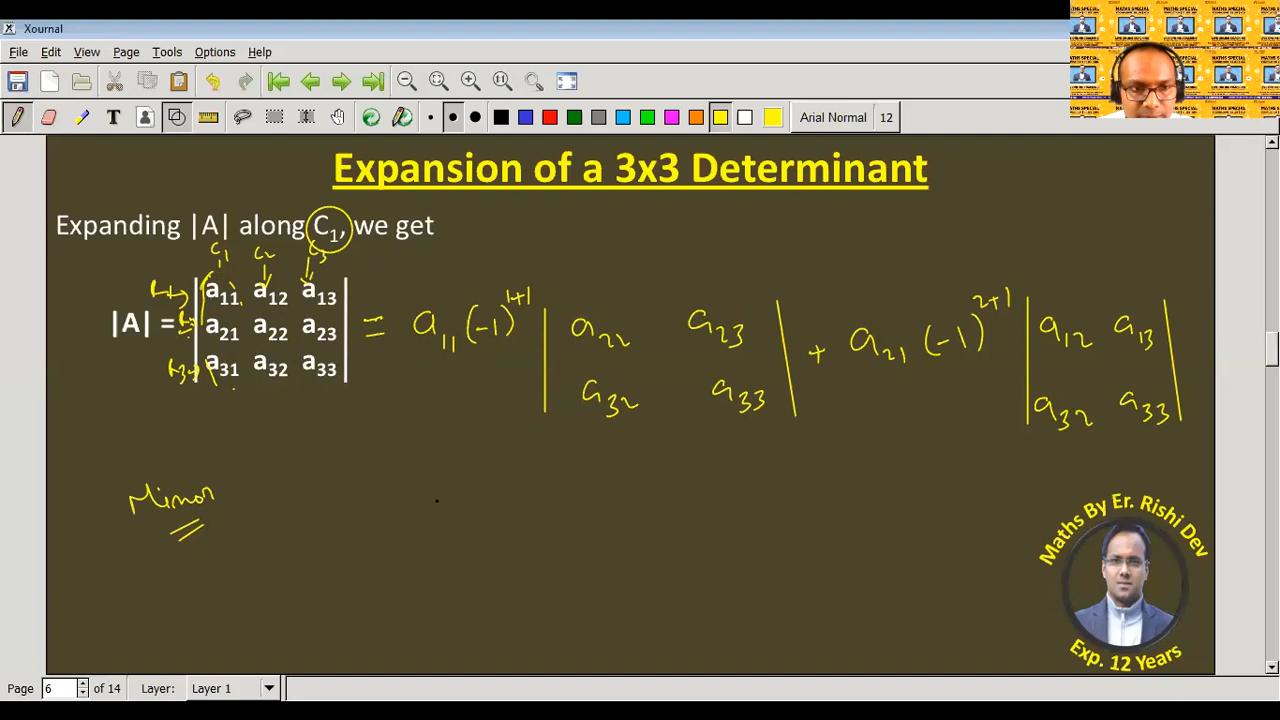 Xournal
File Edit View Page Tools Options Help
Arial Normal 12
Expansion of a 3x3 Determinant
Expanding |A| along C₁, we get
C₁ C₂ C₃
|A| = |a₁₁ a₁₂ a₁₃| = a₁₁ (-1)¹⁺¹ |a₂₂ a₂₃| + a₂₁ (-1)²⁺¹ |a₁₂ a₁₃|
|a₂₁ a₂₂ a₂₃| |a₃₂ a₃₃| |a₃₂ a₃₃|
|a₃₁ a₃₂ a₃₃|
Minor
Maths By Er. Rishi Dev
Exp. 12 Years
Page 6 of 14 Layer: Layer 1